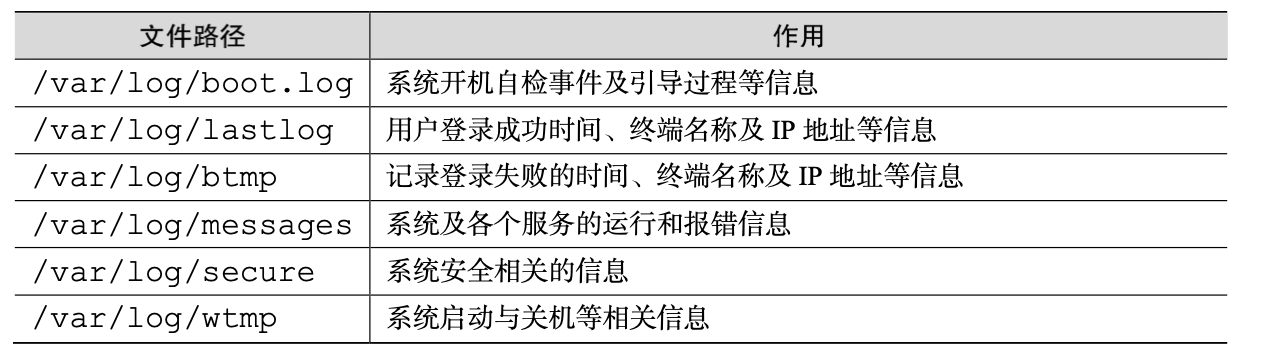 文件路径 作用
/var/log/boot.log 系统开机自检事件及引导过程等信息
/var/log/lastlog 用户登录成功时间、终端名称及 IP 地址等信息
/var/log/btmp 记录登录失败的时间、终端名称及 IP 地址等信息
/var/log/messages 系统及各个服务的运行和报错信息
/var/log/secure 系统安全相关的信息
/var/log/wtmp 系统启动与关机等相关信息